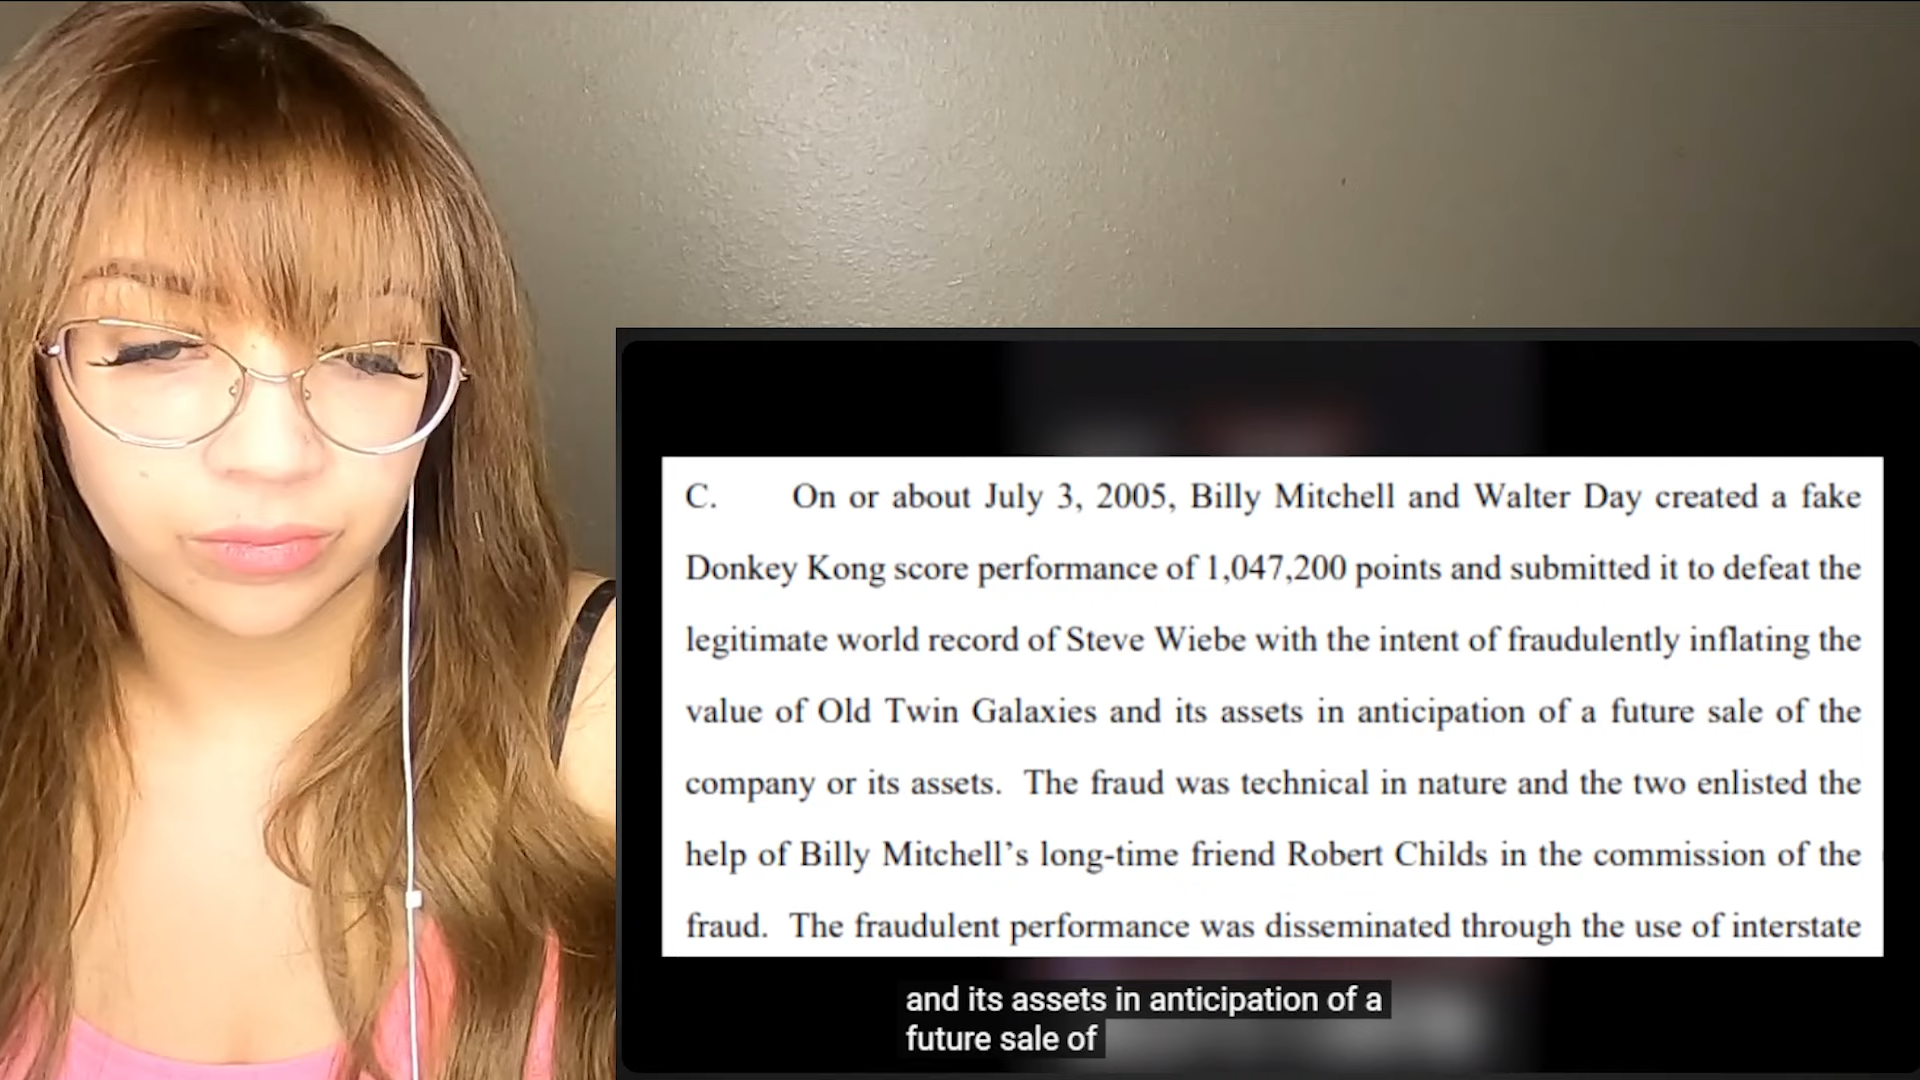 C. On or about July 3, 2005, Billy Mitchell and Walter Day created a fake
Donkey Kong score performance of 1,047,200 points and submitted it to defeat the
legitimate world record of Steve Wiebe with the intent of fraudulently inflating the
value of Old Twin Galaxies and its assets in anticipation of a future sale of the
company or its assets. The fraud was technical in nature and the two enlisted the
help of Billy Mitchell’s long-time friend Robert Childs in the commission of the
fraud. The fraudulent performance was disseminated through the use of interstate
and its assets in anticipation of a
future sale of